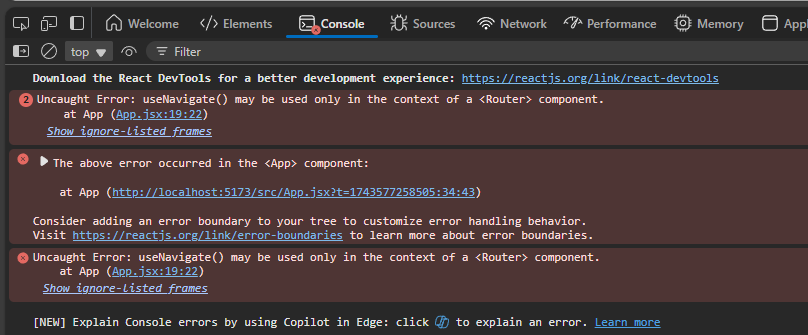 Welcome Elements Console Sources Network Performance Memory Appl
top Filter
Download the React DevTools for a better development experience: https://reactjs.org/link/react-devtools
2 Uncaught Error: useNavigate() may be used only in the context of a <Router> component.
at App (App.jsx:19:22)
Show ignore-listed frames
The above error occurred in the <App> component:
at App (http://localhost:5173/src/App.jsx?t=1743577258505:34:43)
Consider adding an error boundary to your tree to customize error handling behavior.
Visit https://reactjs.org/link/error-boundaries to learn more about error boundaries.
Uncaught Error: useNavigate() may be used only in the context of a <Router> component.
at App (App.jsx:19:22)
Show ignore-listed frames
[NEW] Explain Console errors by using Copilot in Edge: click to explain an error. Learn more